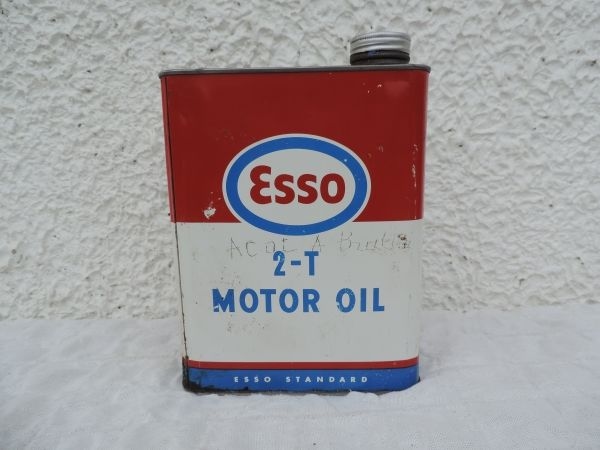 Esso
2-T
MOTOR OIL
ESSO STANDARD